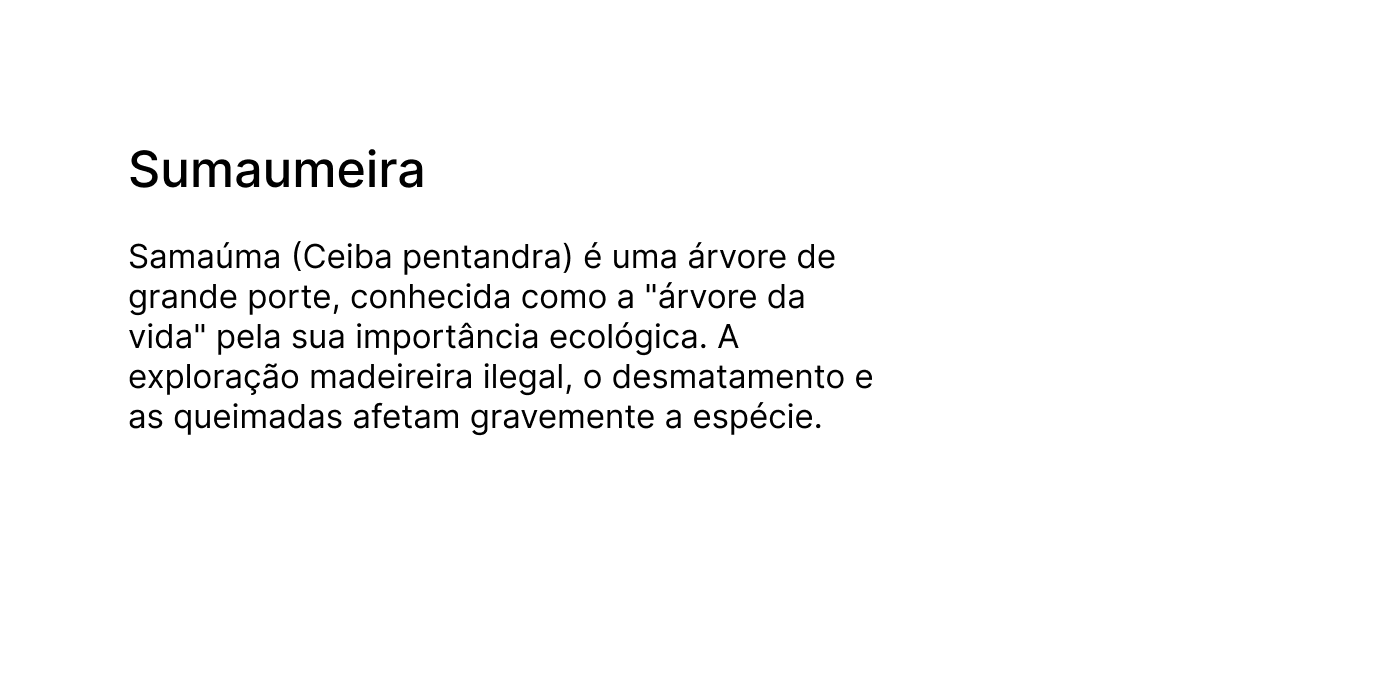 Sumaumeira
Samaúma (Ceiba pentandra) é uma árvore de
grande porte, conhecida como a "árvore da
vida" pela sua importância ecológica. A
exploração madeireira ilegal, o desmatamento e
as queimadas afetam gravemente a espécie.